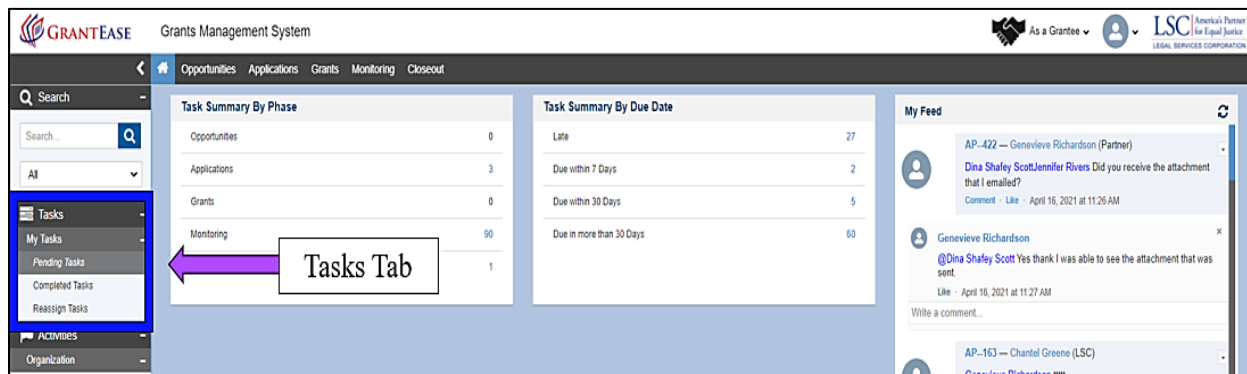 GRANTEASE Grants Management System As a Grantee LSC America's Partner
for Equal Justice
LEGAL SERVICES CORPORATION
Opportunities Applications Grants Monitoring Closeout
Search
Search...
All
Tasks
My Tasks
Pending Tasks
Completed Tasks
Reassign Tasks
Activities
Organization
Task Summary By Phase
Opportunities 0
Applications 3
Grants 0
Monitoring 90
1
Tasks Tab
Task Summary By Due Date
Late 27
Due within 7 Days 2
Due within 30 Days 5
Due in more than 30 Days 60
My Feed
AP--422 — Genevieve Richardson (Partner)
Dina Shafey ScottJennifer Rivers Did you receive the attachment
that I emailed?
Comment - Like - April 16, 2021 at 11:26 AM
Genevieve Richardson x
@Dina Shafey Scott Yes thank I was able to see the attachment that was
sent.
Like - April 16, 2021 at 11:27 AM
Write a comment...
AP--163 — Chantel Greene (LSC)
Genevieve Richardson